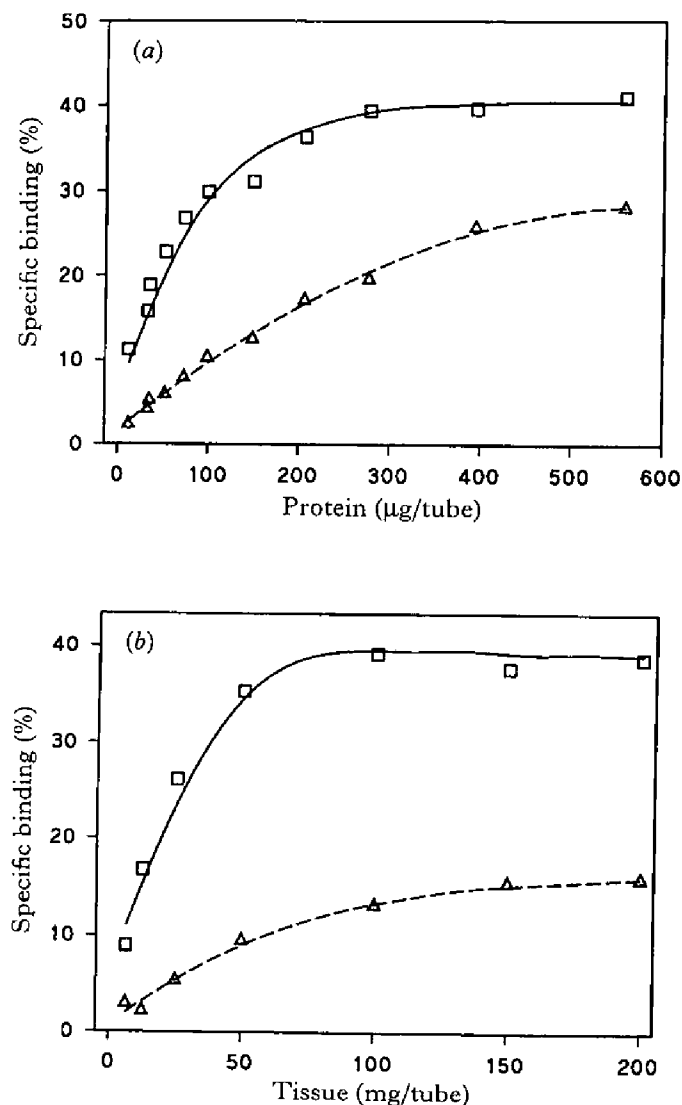 50
(a)
40
30
20
10
0
Specific binding (%)
0 100 200 300 400 500 600
Protein (μg/tube)
(b)
40
30
20
10
0
Specific binding (%)
0 50 100 150 200
Tissue (mg/tube)